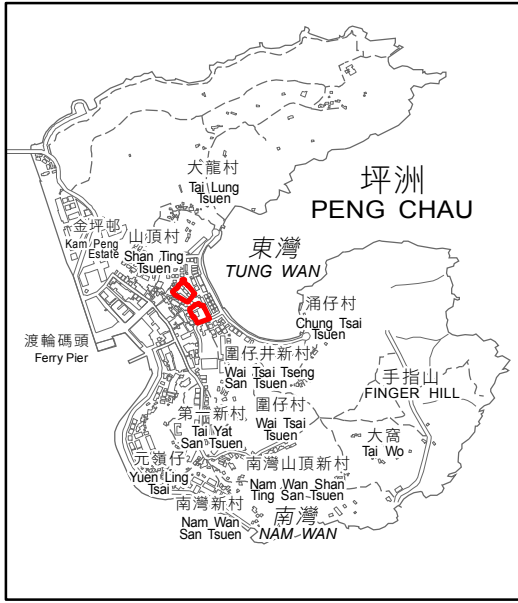 大龍村
Tai Lung
Tsuen
坪洲
PENG CHAU
金坪邨
Kam Peng
Estate
山頂村
Shan Ting
Tsuen
東灣
TUNG WAN
涌仔村
Chung Tsai
Tsuen
渡輪碼頭
Ferry Pier
圍仔井新村
Wai Tsai Tseng
San Tsuen
手指山
FINGER HILL
第一新村
Tai Yat
San Tsuen
圍仔村
Wai Tsai
Tsuen
大窩
Tai Wo
元嶺仔
Yuen Ling
Tsai
南灣山頂新村
Nam Wan Shan
Ting San Tsuen
南灣新村
Nam Wan
San Tsuen
南灣
NAM WAN